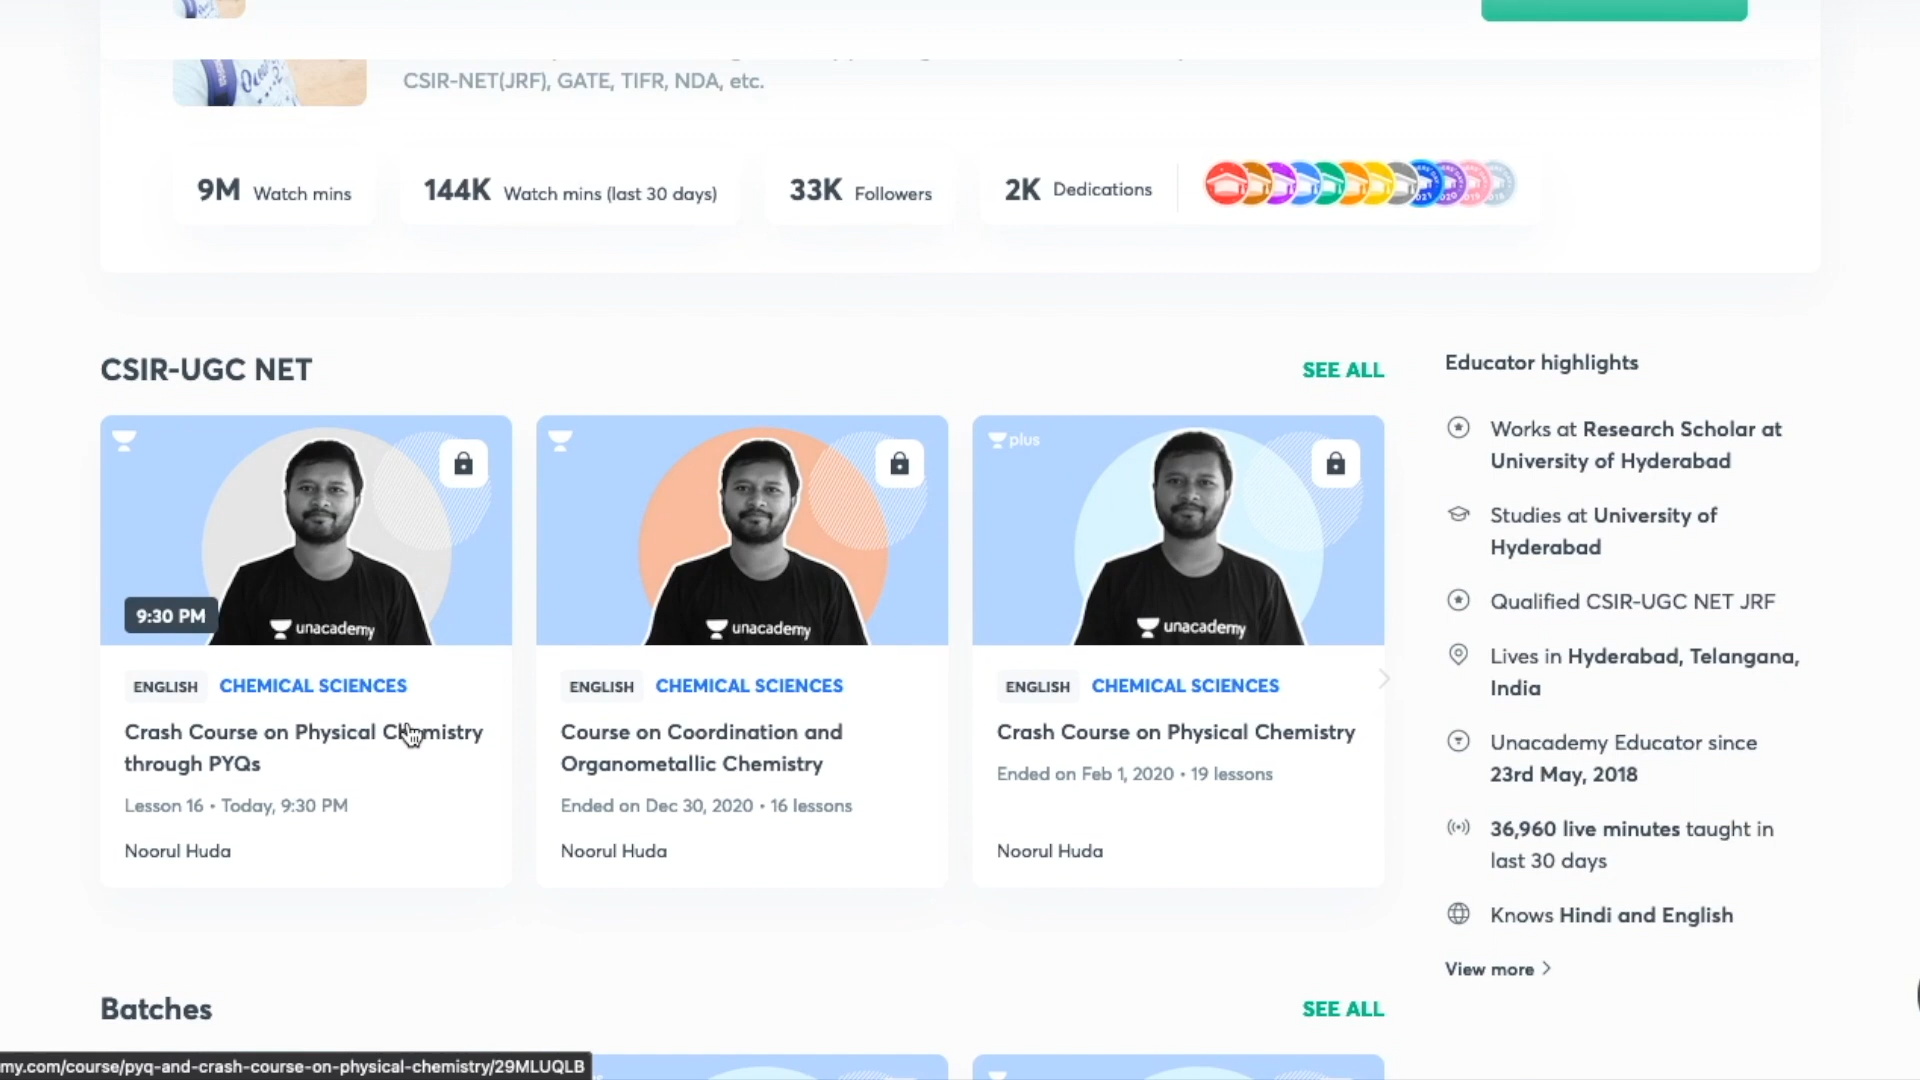 CSIR-NET(JRF), GATE, TIFR, NDA, etc.
9M Watch mins
144K Watch mins (last 30 days)
33K Followers
2K Dedications
CSIR-UGC NET
SEE ALL
9:30 PM
unacademy
ENGLISH CHEMICAL SCIENCES
Crash Course on Physical Chemistry
through PYQs
Lesson 16 • Today, 9:30 PM
Noorul Huda
unacademy
ENGLISH CHEMICAL SCIENCES
Course on Coordination and
Organometallic Chemistry
Ended on Dec 30, 2020 • 16 lessons
Noorul Huda
plus
unacademy
ENGLISH CHEMICAL SCIENCES
Crash Course on Physical Chemistry
Ended on Feb 1, 2020 • 19 lessons
Noorul Huda
Educator highlights
Works at Research Scholar at
University of Hyderabad
Studies at University of
Hyderabad
Qualified CSIR-UGC NET JRF
Lives in Hyderabad, Telangana,
India
Unacademy Educator since
23rd May, 2018
36,960 live minutes taught in
last 30 days
Knows Hindi and English
View more
Batches
SEE ALL
my.com/course/pyq-and-crash-course-on-physical-chemistry/29MLUQLB